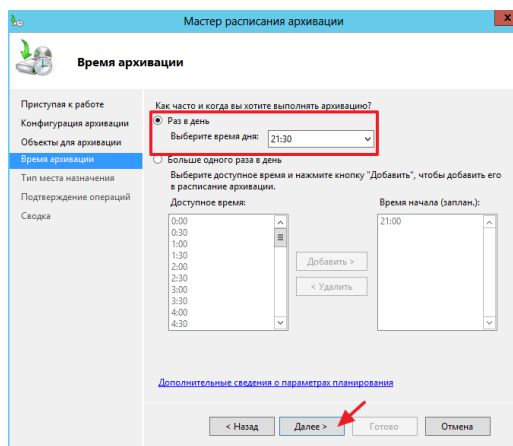 Мастер расписания архивации
x
Время архивации
Приступая к работе
Конфигурация архивации
Объекты для архивации
Время архивации
Тип места назначения
Подтверждение операций
Сводка
Как часто и когда вы хотите выполнять архивацию?
Раз в день
Выберите время дня: 21:30
Больше одного раза в день
Выберите доступное время и нажмите кнопку "Добавить", чтобы добавить его
в расписание архивации.
Доступное время:
0:00
0:30
1:00
1:30
2:00
2:30
3:00
3:30
4:00
4:30
Добавить >
< Удалить
Время начала (заплан.):
21:00
Дополнительные сведения о параметрах планирования
< Назад Далее > Готово Отмена